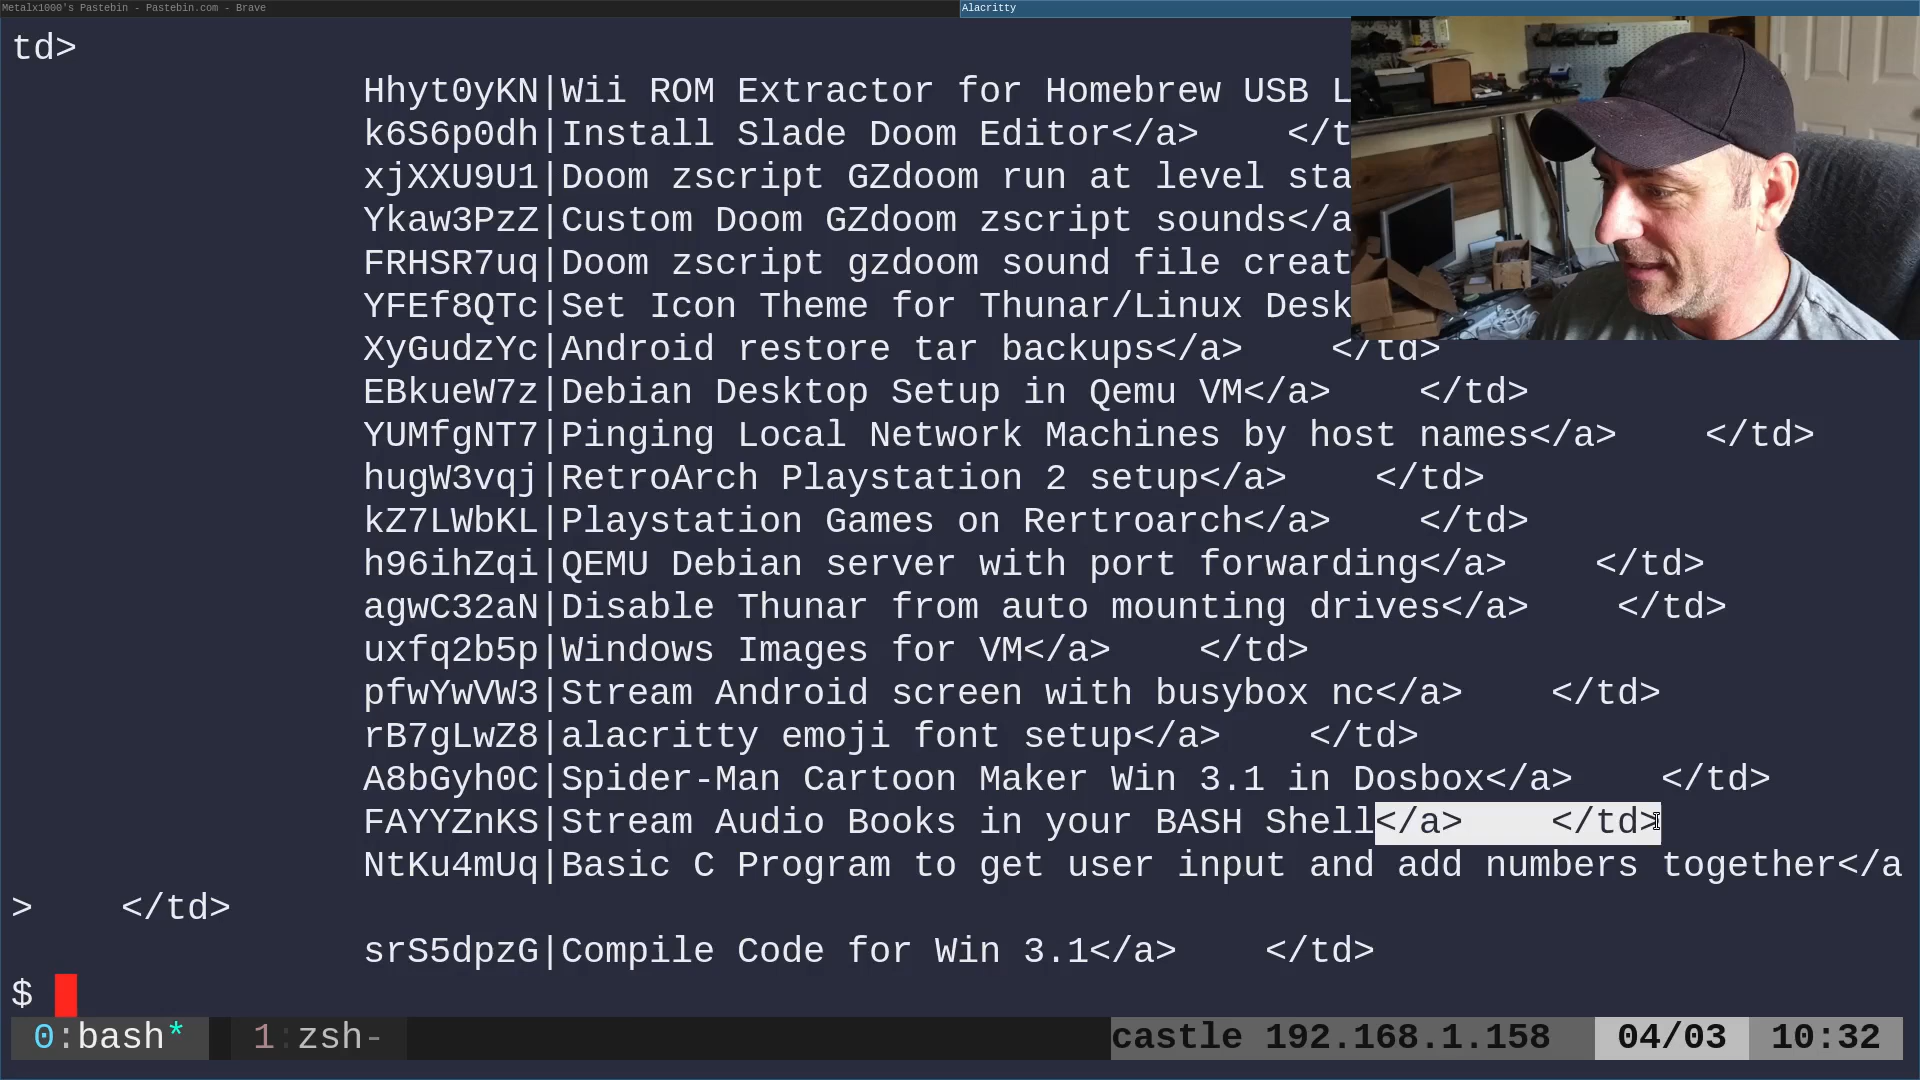 Metalx1000's Pastebin - Pastebin.com - Brave
Alacritty
td>
Hhyt0yKN|Wii ROM Extractor for Homebrew USB L
k6S6p0dh|Install Slade Doom Editor</a>    </t
xjXXU9U1|Doom zscript GZdoom run at level sta
Ykaw3PzZ|Custom Doom GZdoom zscript sounds</a
FRHSR7uq|Doom zscript gzdoom sound file creat
YFEf8QTc|Set Icon Theme for Thunar/Linux Desk
XyGudzYc|Android restore tar backups</a>    </td>
EBkueW7z|Debian Desktop Setup in Qemu VM</a>    </td>
YUMfgNT7|Pinging Local Network Machines by host names</a>    </td>
hugW3vqj|RetroArch Playstation 2 setup</a>    </td>
kZ7LWbKL|Playstation Games on Rertroarch</a>    </td>
h96ihZqi|QEMU Debian server with port forwarding</a>    </td>
agwC32aN|Disable Thunar from auto mounting drives</a>    </td>
uxfq2b5p|Windows Images for VM</a>    </td>
pfwYwVW3|Stream Android screen with busybox nc</a>    </td>
rB7gLwZ8|alacritty emoji font setup</a>    </td>
A8bGyh0C|Spider-Man Cartoon Maker Win 3.1 in Dosbox</a>    </td>
FAYYZnKS|Stream Audio Books in your BASH Shell</a>    </td>
NtKu4mUq|Basic C Program to get user input and add numbers together</a
>    </td>
srS5dpzG|Compile Code for Win 3.1</a>    </td>
$
0:bash* 1:zsh- castle 192.168.1.158 04/03 10:32